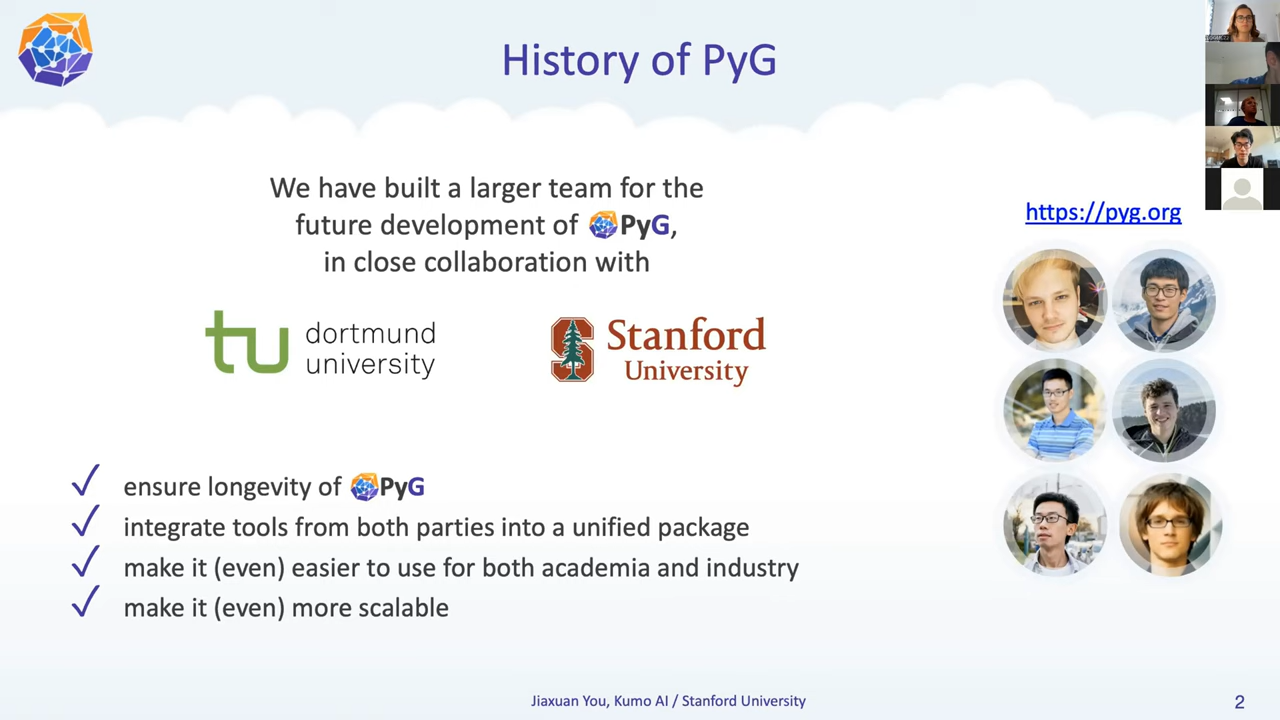 History of PyG
We have built a larger team for the
future development of PyG,
in close collaboration with
tu dortmund
university
Stanford
University
https://pyg.org
✓ ensure longevity of PyG
✓ integrate tools from both parties into a unified package
✓ make it (even) easier to use for both academia and industry
✓ make it (even) more scalable
Jiaxuan You, Kumo AI / Stanford University
2